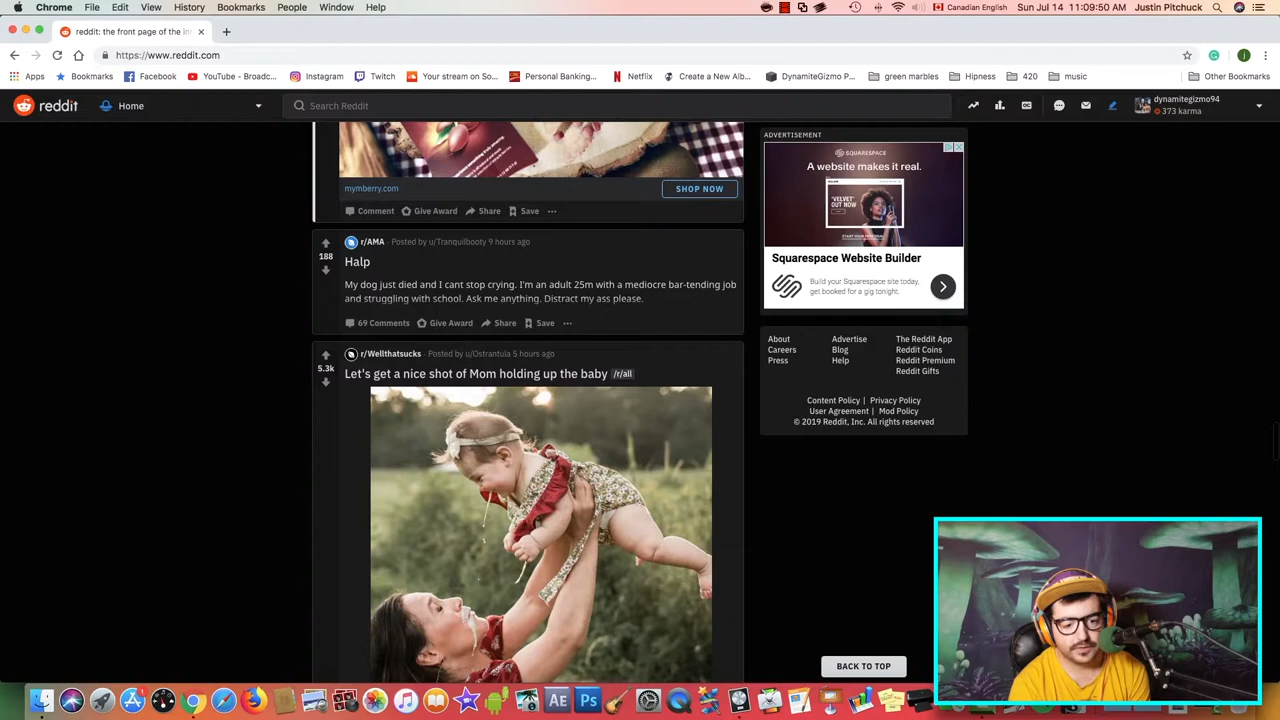 Chrome File Edit View History Bookmarks People Window Help Canadian English Sun Jul 14 11:09:50 AM Justin Pitchuck
reddit: the front page of the in
https://www.reddit.com
Apps Bookmarks Facebook YouTube - Broadc... Instagram Twitch Your stream on So... Personal Banking... Netflix Create a New Alb... DynamiteGizmo P... green marbles Hipness 420 music Other Bookmarks
reddit Home Search Reddit dynamitegizmo94
373 karma
ADVERTISEMENT
SQUARESPACE
A website makes it real.
'VELVET'
OUT NOW
mymberry.com SHOP NOW
Comment Give Award Share Save
r/AMA · Posted by u/Tranquilbooty 9 hours ago
188
Halp
My dog just died and I cant stop crying. I'm an adult 25m with a mediocre bar-tending job
and struggling with school. Ask me anything. Distract my ass please.
69 Comments Give Award Share Save
Squarespace Website Builder
Build your Squarespace site today,
get booked for a gig tonight.
r/Wellthatsucks · Posted by u/Ostrantula 5 hours ago
5.3k
Let's get a nice shot of Mom holding up the baby /r/all
About Advertise The Reddit App
Careers Blog Reddit Coins
Press Help Reddit Premium
Reddit Gifts
Content Policy | Privacy Policy
User Agreement | Mod Policy
© 2019 Reddit, Inc. All rights reserved
BACK TO TOP
AE Ps